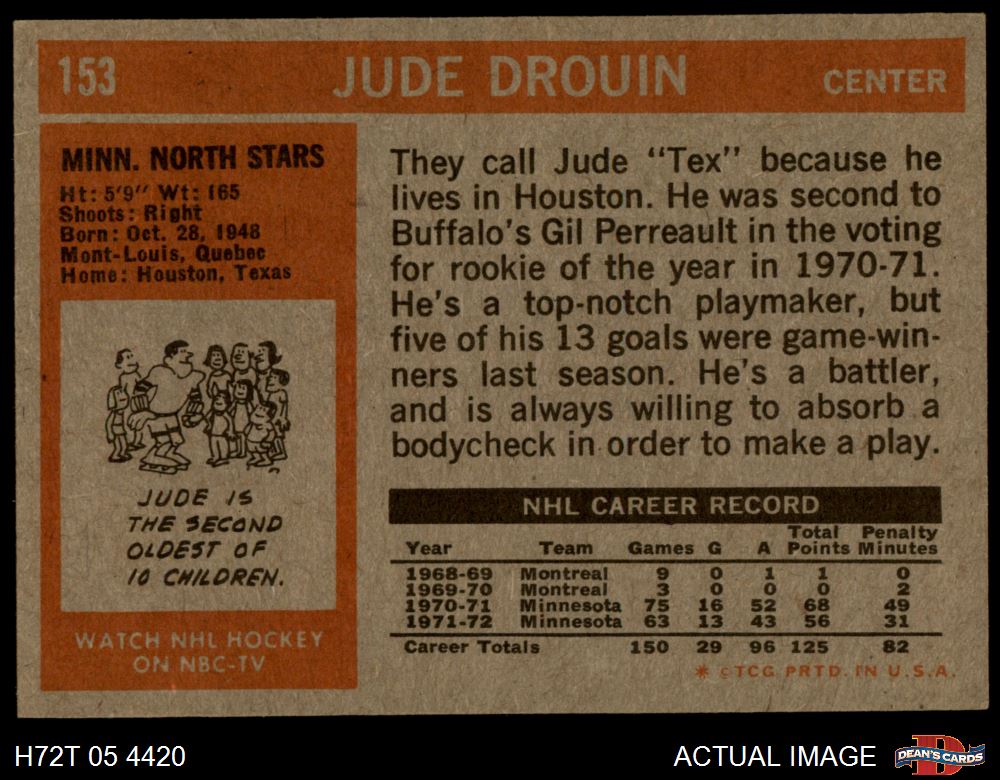 153 JUDE DROUIN CENTER
MINN. NORTH STARS
Ht: 5'9" Wt: 165
Shoots: Right
Born: Oct. 28, 1948
Mont-Louis, Quebec
Home: Houston, Texas
JUDE IS
THE SECOND
OLDEST OF
10 CHILDREN.
WATCH NHL HOCKEY
ON NBC-TV
They call Jude "Tex" because he
lives in Houston. He was second to
Buffalo's Gil Perreault in the voting
for rookie of the year in 1970-71.
He's a top-notch playmaker, but
five of his 13 goals were game-win-
ners last season. He's a battler,
and is always willing to absorb a
bodycheck in order to make a play.
NHL CAREER RECORD
Total Penalty
Year Team Games G A Points Minutes
1968-69 Montreal 9 0 1 1 0
1969-70 Montreal 3 0 0 0 2
1970-71 Minnesota 75 16 52 68 49
1971-72 Minnesota 63 13 43 56 31
Career Totals 150 29 96 125 82
* © TCG PRTD. IN U.S.A.
H72T 05 4420 ACTUAL IMAGE DEAN'S CARDS